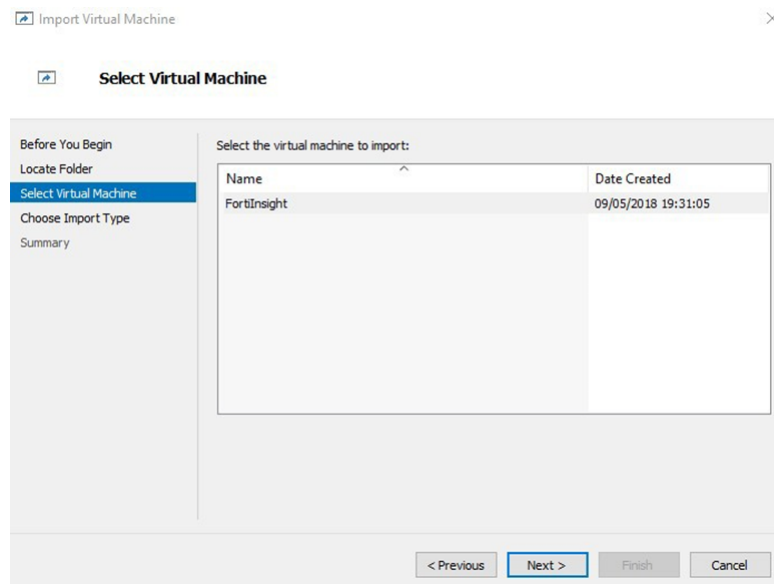 Import Virtual Machine
Select Virtual Machine
Before You Begin
Locate Folder
Select Virtual Machine
Choose Import Type
Summary
Select the virtual machine to import:
Name Date Created
FortiInsight 09/05/2018 19:31:05
< Previous Next > Finish Cancel